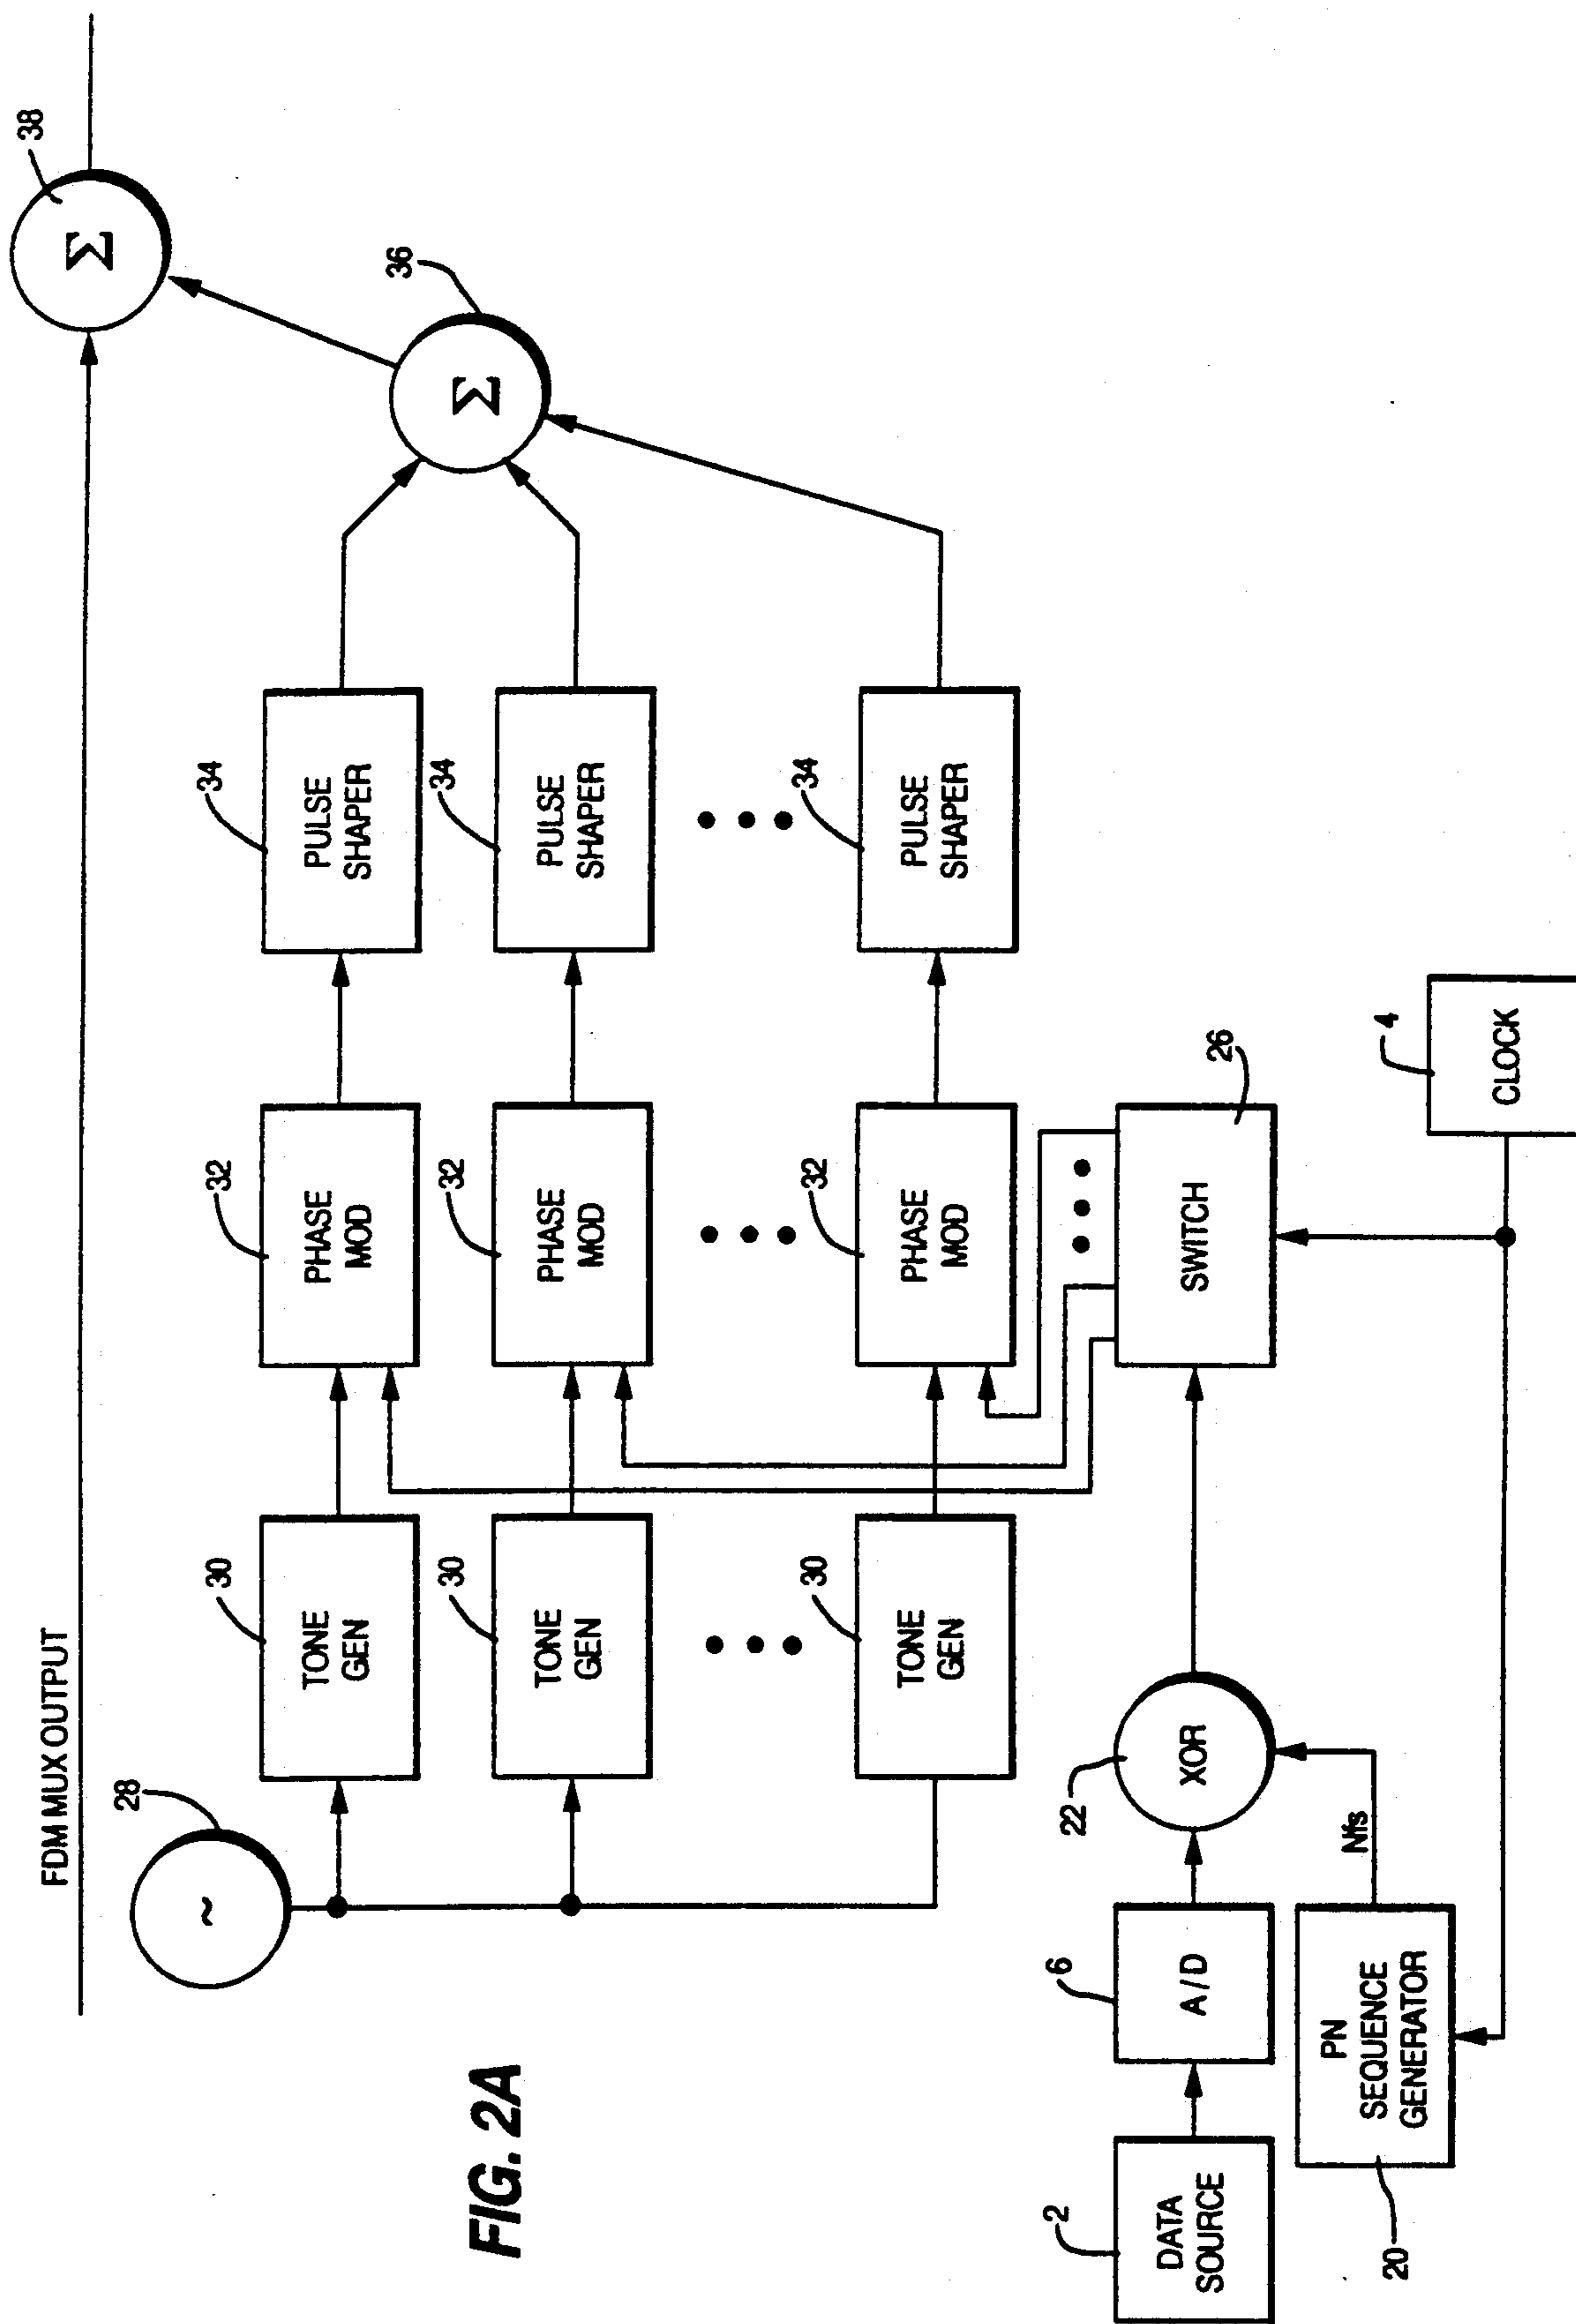 FDM MUX OUTPUT
38
Σ
36
Σ
28
~
30
TONE
GEN
32
PHASE
MOD
34
PULSE
SHAPER
30
TONE
GEN
32
PHASE
MOD
34
PULSE
SHAPER
30
TONE
GEN
32
PHASE
MOD
34
PULSE
SHAPER
FIG. 2A
2
DATA
SOURCE
6
A/D
22
XOR
26
SWITCH
20
PN
SEQUENCE
GENERATOR
Nfs
4
CLOCK